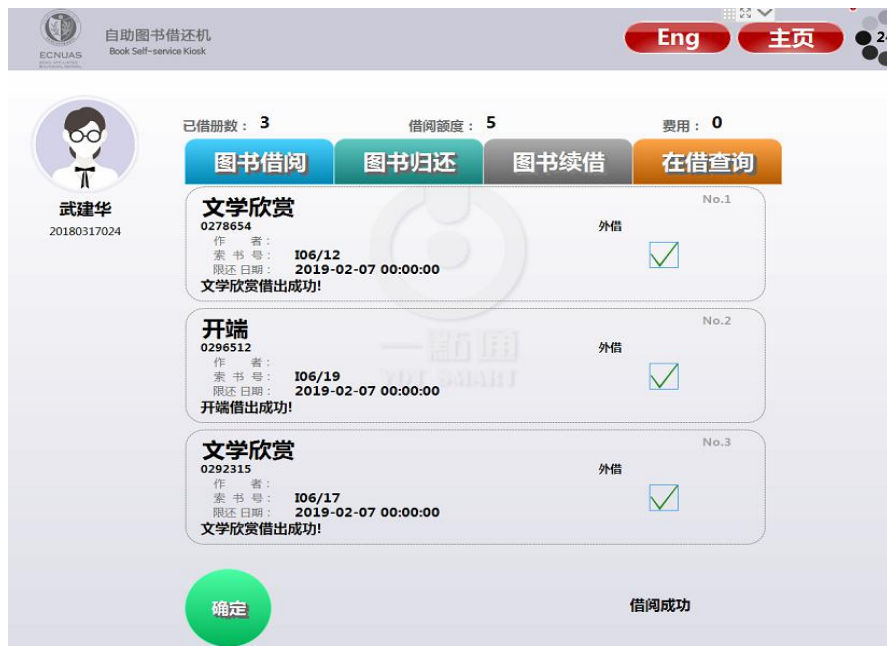 自助图书借还机
Book Self-service Kiosk
ECNUAS
Eng
主页
已借册数： 3
借阅额度： 5
费用： 0
图书借阅
图书归还
图书续借
在借查询
武建华
20180317024
文学欣赏
No.1
0278654
外借
作 者：
索 书 号： I06/12
限还日期： 2019-02-07 00:00:00
文学欣赏借出成功!
开端
No.2
0296512
外借
作 者：
索 书 号： I06/19
限还日期： 2019-02-07 00:00:00
开端借出成功!
一點通
YDT SMART
文学欣赏
No.3
0292315
外借
作 者：
索 书 号： I06/17
限还日期： 2019-02-07 00:00:00
文学欣赏借出成功!
确定
借阅成功